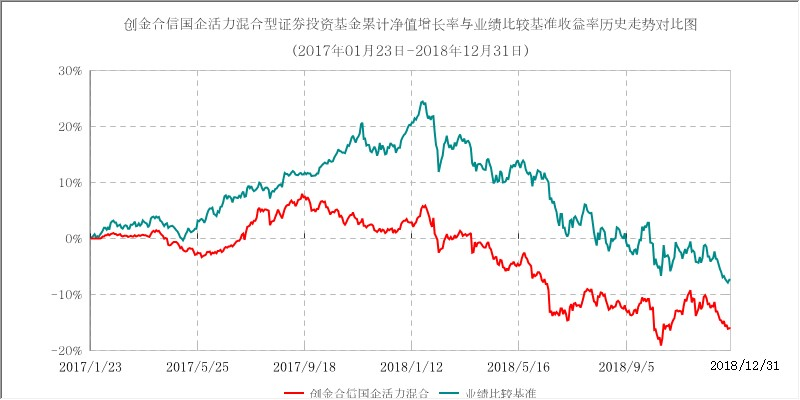 创金合信国企活力混合型证券投资基金累计净值增长率与业绩比较基准收益率历史走势对比图
(2017年01月23日-2018年12月31日)
30%
20%
10%
0%
-10%
-20%
2017/1/23 2017/5/25 2017/9/18 2018/1/12 2018/5/16 2018/9/5 2018/12/31
创金合信国企活力混合 业绩比较基准